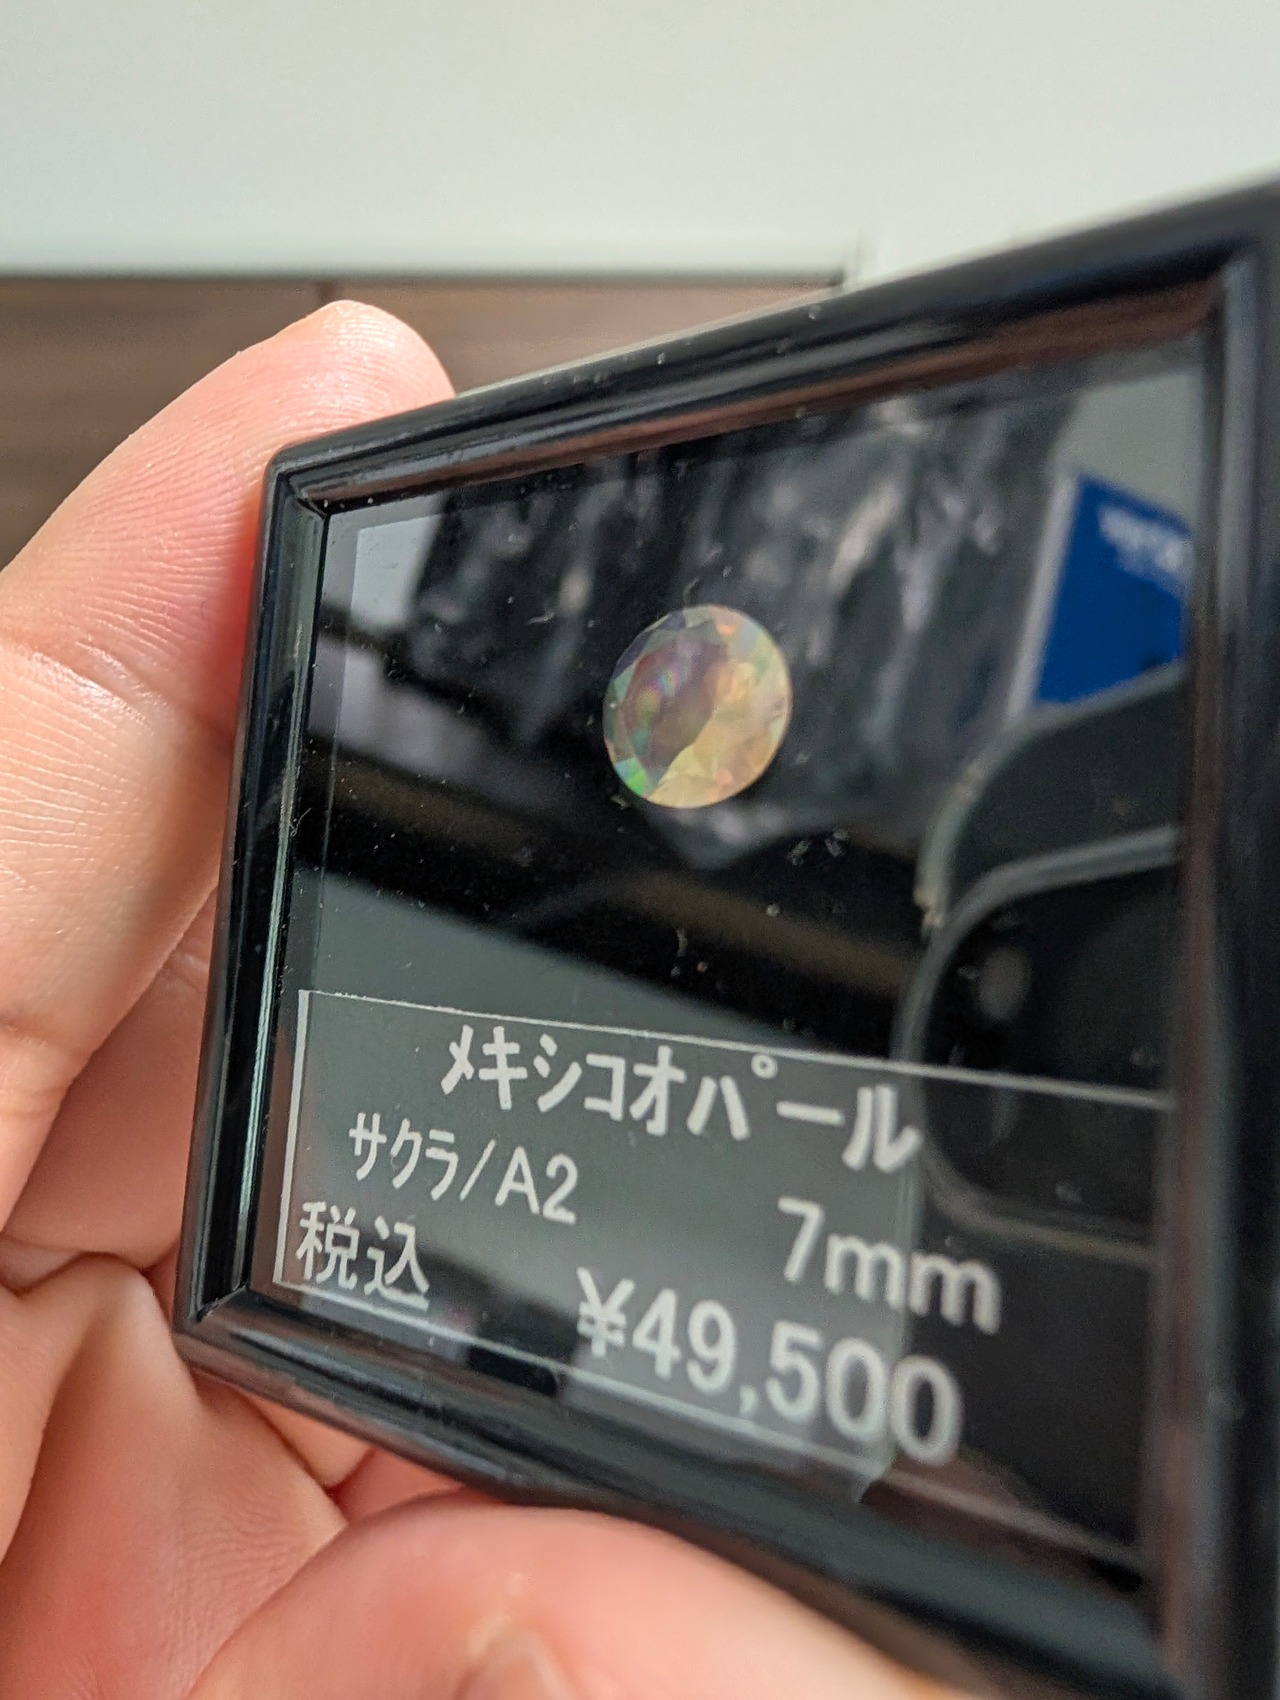 メキシコオパール
サクラ/A2
7mm
税込
¥49,500